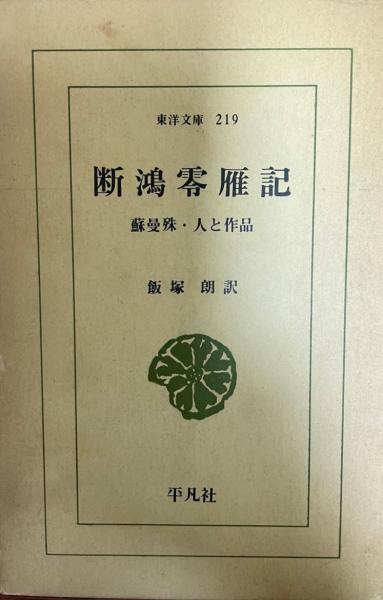 東洋文庫 219
断鴻零雁記
蘇曼殊・人と作品
飯塚 朗訳
平凡社